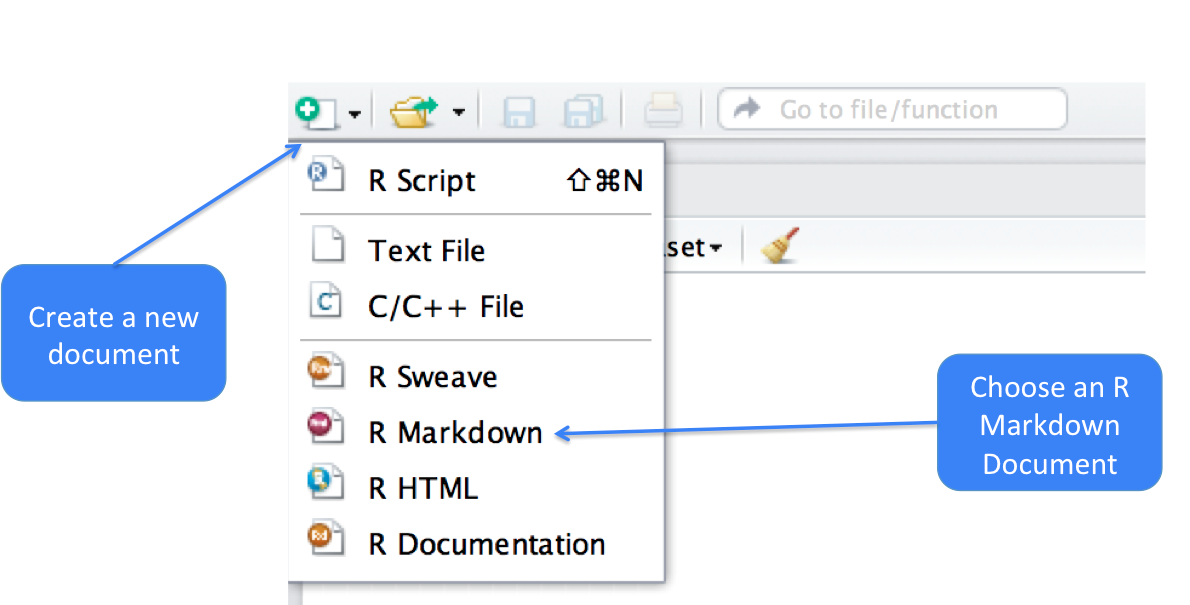 Go to file/function
R Script ⇧⌘N
Text File
set
C/C++ File
Create a new
document
R Sweave
Choose an R
Markdown
Document
R Markdown
R HTML
R Documentation